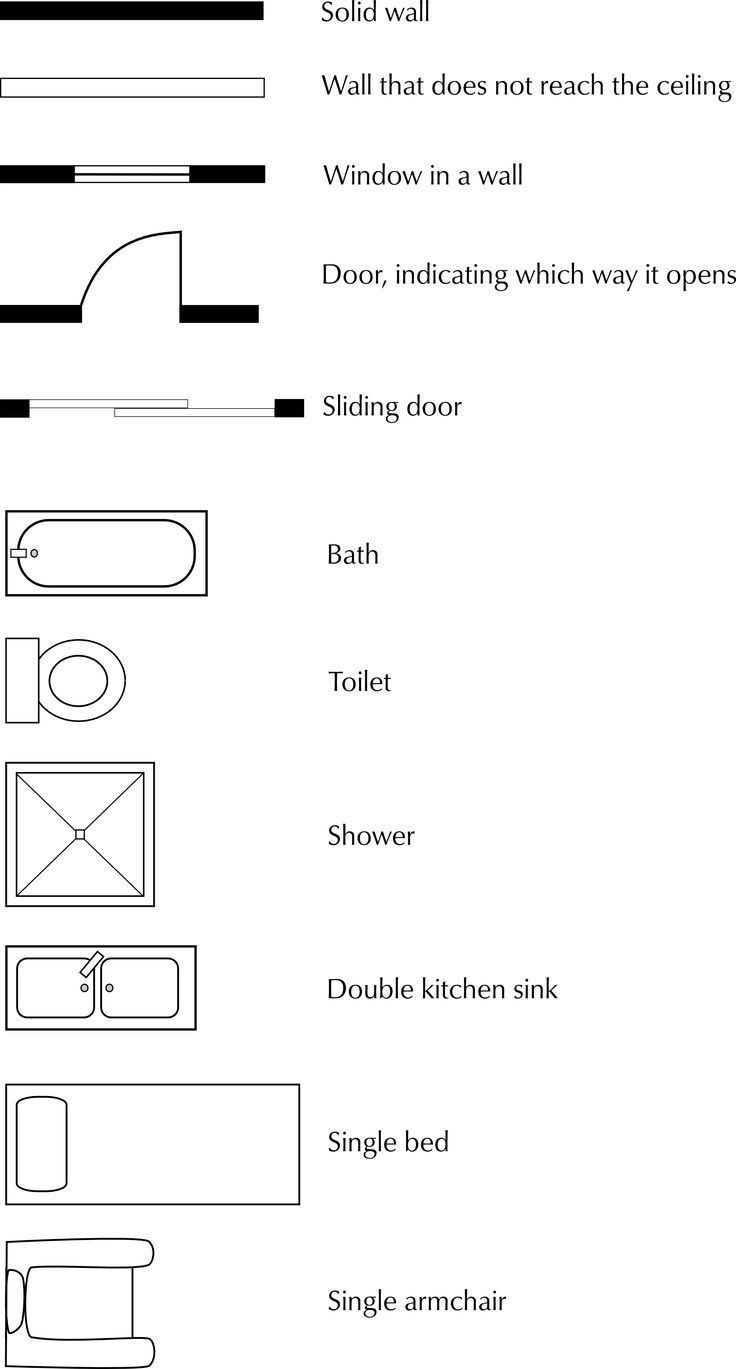 Solid wall
Wall that does not reach the ceiling
Window in a wall
Door, indicating which way it opens
Sliding door
Bath
Toilet
Shower
Double kitchen sink
Single bed
Single armchair